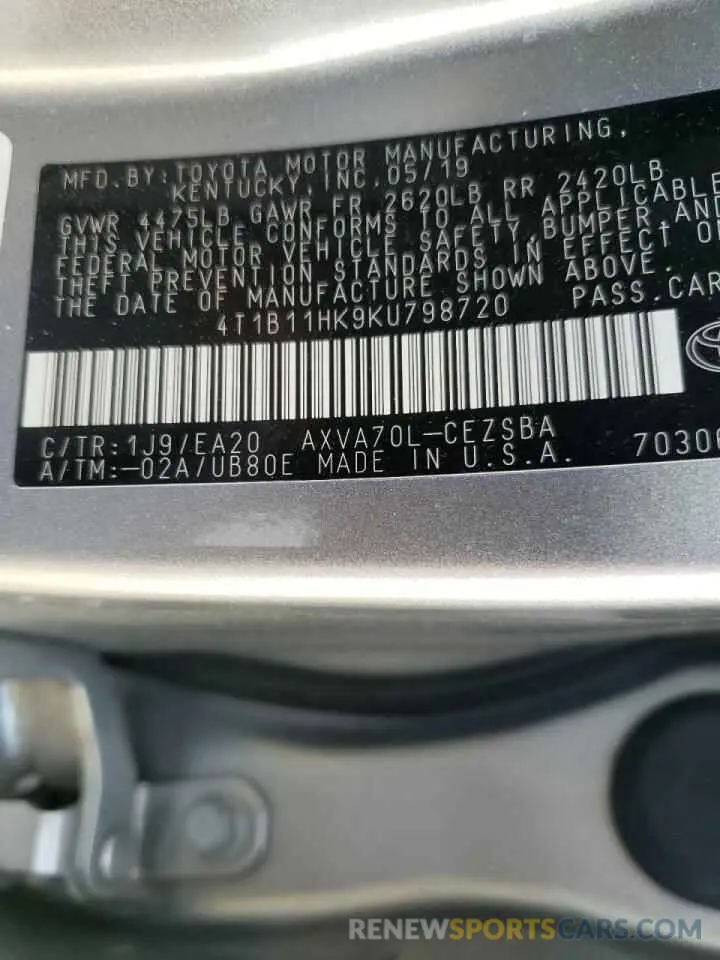 MFD. BY: TOYOTA MOTOR MANUFACTURING,
KENTUCKY, INC. 05/19
GVWR 4475LB GAWR FR 2620LB RR 2420LB
THIS VEHICLE CONFORMS TO ALL APPLICABLE
FEDERAL MOTOR VEHICLE SAFETY, BUMPER, AND
THEFT PREVENTION STANDARDS IN EFFECT
THE DATE OF MANUFACTURE SHOWN ABOVE.
4T1B11HK9KU798720 PASS. CAR
C/TR: 1J9/EA20 AXVA70L-CEZSBA
A/TM: -02A/UB80E MADE IN U.S.A. 7030
RENEWSPORTSCARS.COM